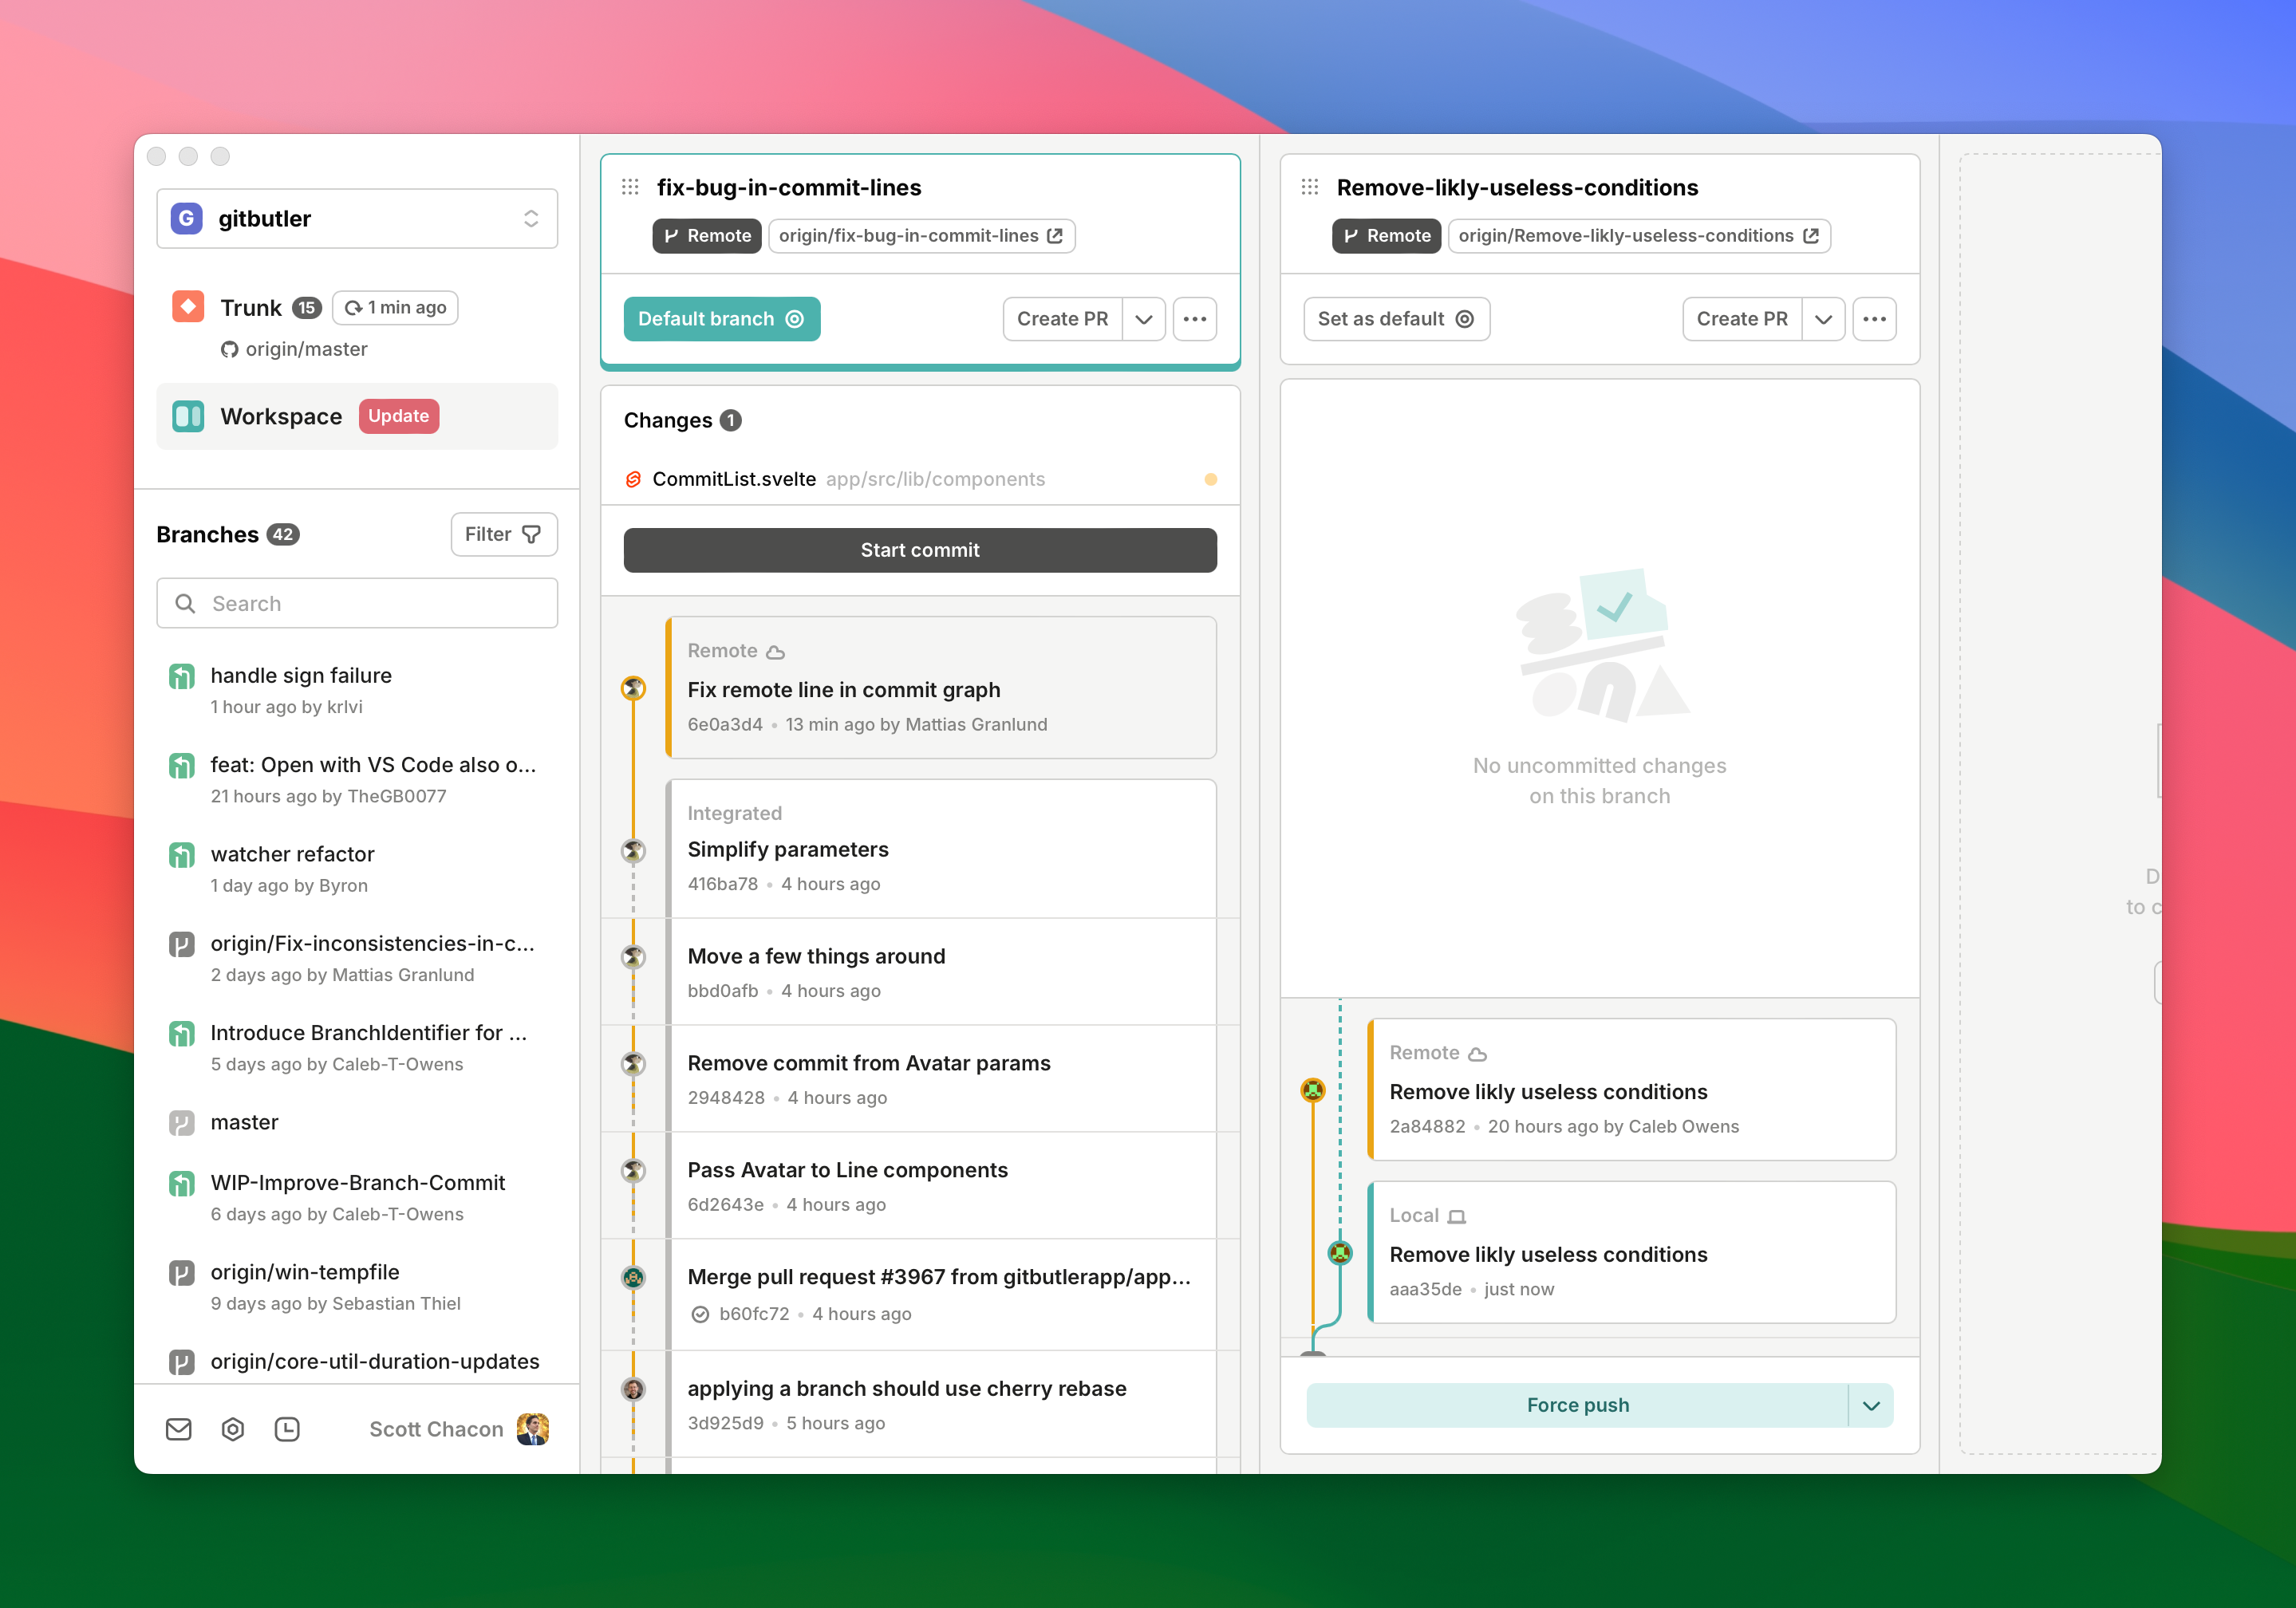 G gitbutler
Trunk 15 1 min ago
origin/master
Workspace Update
Branches 42 Filter
Search
handle sign failure
1 hour ago by krlvi
feat: Open with VS Code also o...
21 hours ago by TheGB0077
watcher refactor
1 day ago by Byron
origin/Fix-inconsistencies-in-c...
2 days ago by Mattias Granlund
Introduce BranchIdentifier for ...
5 days ago by Caleb-T-Owens
master
WIP-Improve-Branch-Commit
6 days ago by Caleb-T-Owens
origin/win-tempfile
9 days ago by Sebastian Thiel
origin/core-util-duration-updates
Scott Chacon
fix-bug-in-commit-lines
Remote origin/fix-bug-in-commit-lines
Default branch Create PR
Changes 1
CommitList.svelte app/src/lib/components
Start commit
Remote
Fix remote line in commit graph
6e0a3d4 • 13 min ago by Mattias Granlund
Integrated
Simplify parameters
416ba78 • 4 hours ago
Move a few things around
bbd0afb • 4 hours ago
Remove commit from Avatar params
2948428 • 4 hours ago
Pass Avatar to Line components
6d2643e • 4 hours ago
Merge pull request #3967 from gitbutlerapp/app...
b60fc72 • 4 hours ago
applying a branch should use cherry rebase
3d925d9 • 5 hours ago
Remove-likly-useless-conditions
Remote origin/Remove-likly-useless-conditions
Set as default Create PR
No uncommitted changes
on this branch
Remote
Remove likly useless conditions
2a84882 • 20 hours ago by Caleb Owens
Local
Remove likly useless conditions
aaa35de • just now
Force push
D
to c